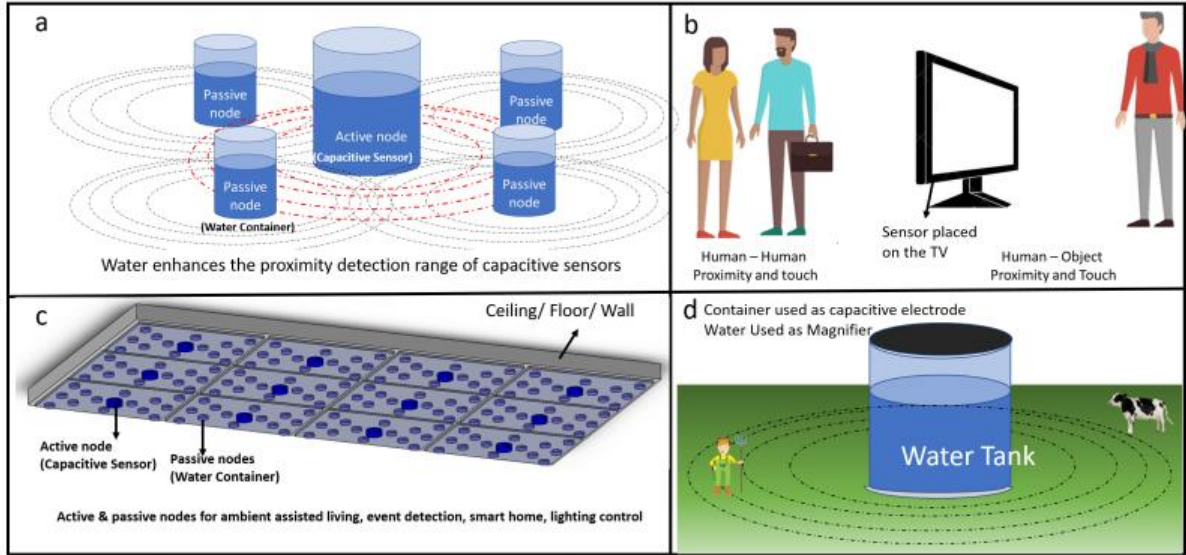 a
Passive
node
Passive
node
Active node
(Capacitive Sensor)
Passive
node
(Water Container)
Passive
node
Water enhances the proximity detection range of capacitive sensors
b
Sensor placed
on the TV
Human – Human
Proximity and touch
Human – Object
Proximity and Touch
c
Ceiling/ Floor/ Wall
Active node
(Capacitive Sensor)
Passive nodes
(Water Container)
Active & passive nodes for ambient assisted living, event detection, smart home, lighting control
d
Container used as capacitive electrode
Water Used as Magnifier
Water Tank